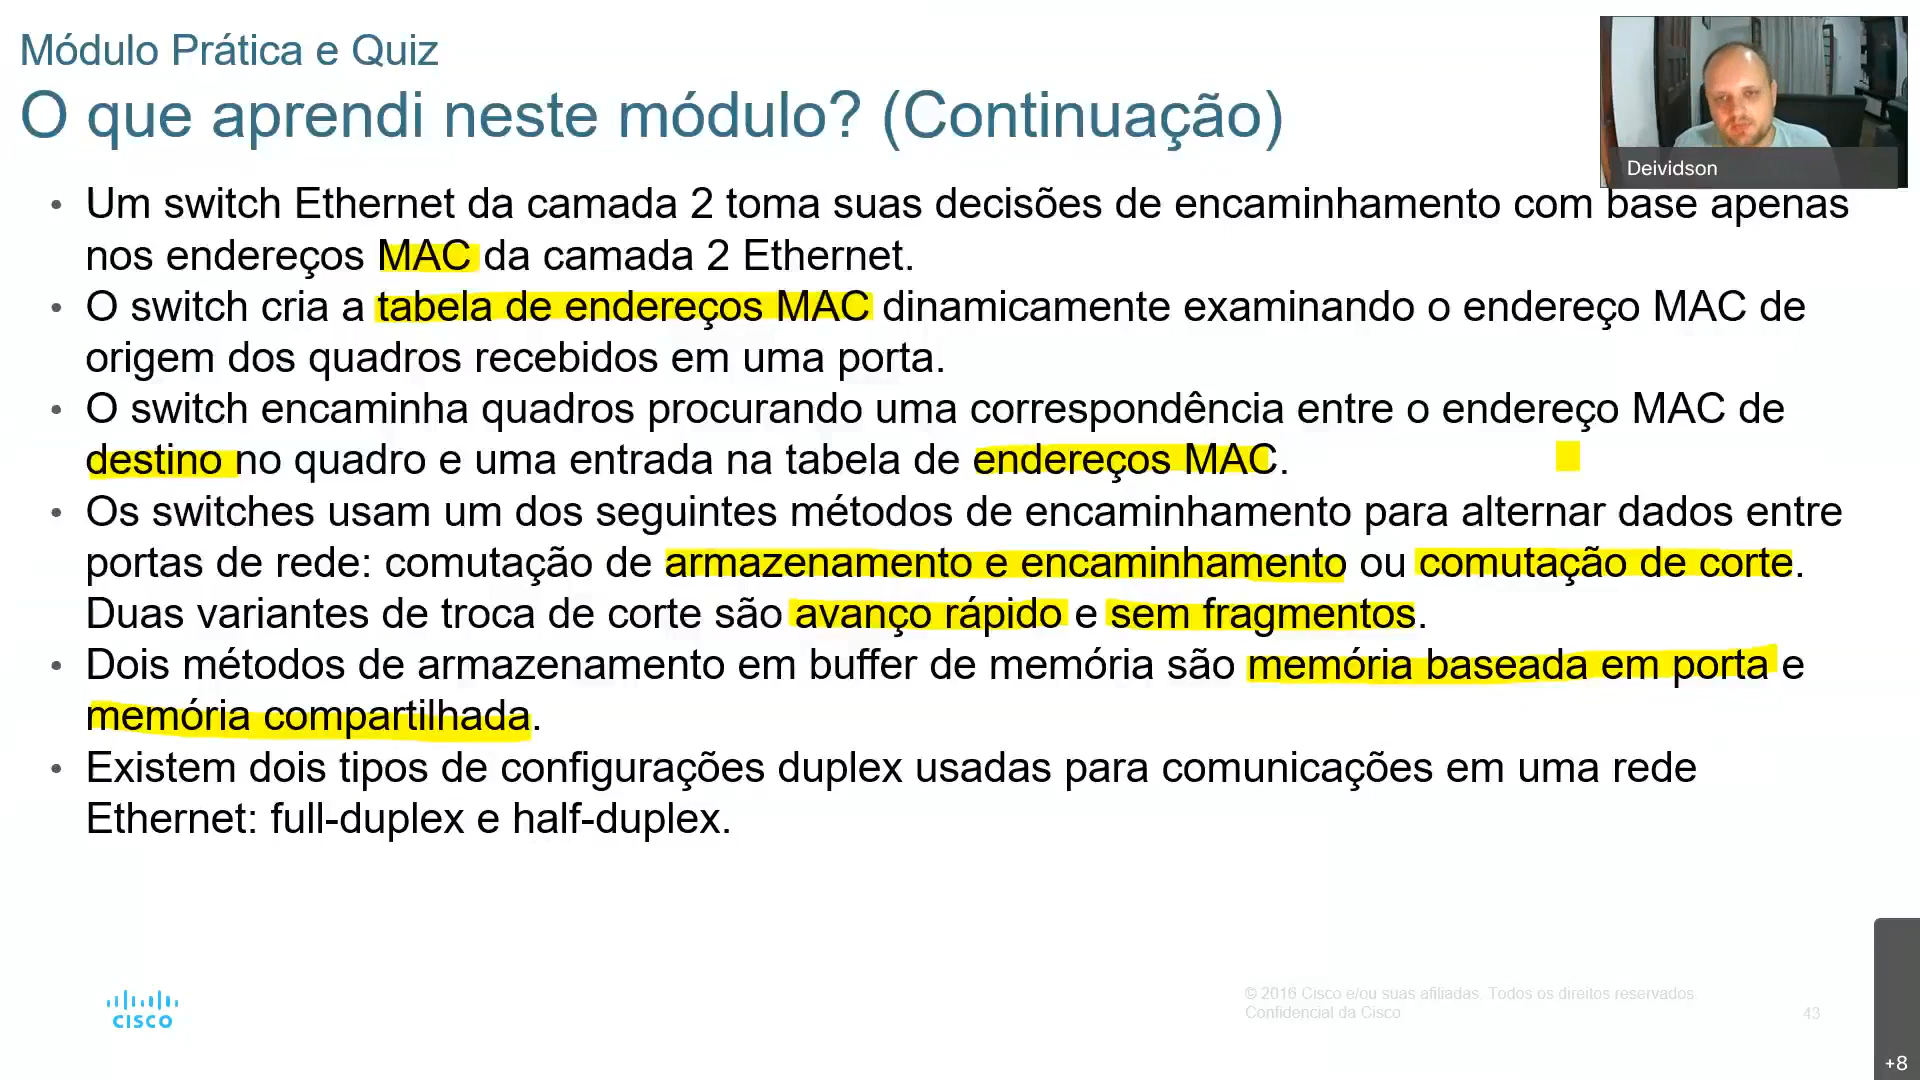 Módulo Prática e Quiz
O que aprendi neste módulo? (Continuação)
Deividson
• Um switch Ethernet da camada 2 toma suas decisões de encaminhamento com base apenas
nos endereços MAC da camada 2 Ethernet.
• O switch cria a tabela de endereços MAC dinamicamente examinando o endereço MAC de
origem dos quadros recebidos em uma porta.
• O switch encaminha quadros procurando uma correspondência entre o endereço MAC de
destino no quadro e uma entrada na tabela de endereços MAC.
• Os switches usam um dos seguintes métodos de encaminhamento para alternar dados entre
portas de rede: comutação de armazenamento e encaminhamento ou comutação de corte.
Duas variantes de troca de corte são avanço rápido e sem fragmentos.
• Dois métodos de armazenamento em buffer de memória são memória baseada em porta e
memória compartilhada.
• Existem dois tipos de configurações duplex usadas para comunicações em uma rede
Ethernet: full-duplex e half-duplex.
CISCO
© 2016 Cisco e/ou suas afiliadas. Todos os direitos reservados.
Confidencial da Cisco
43
+8